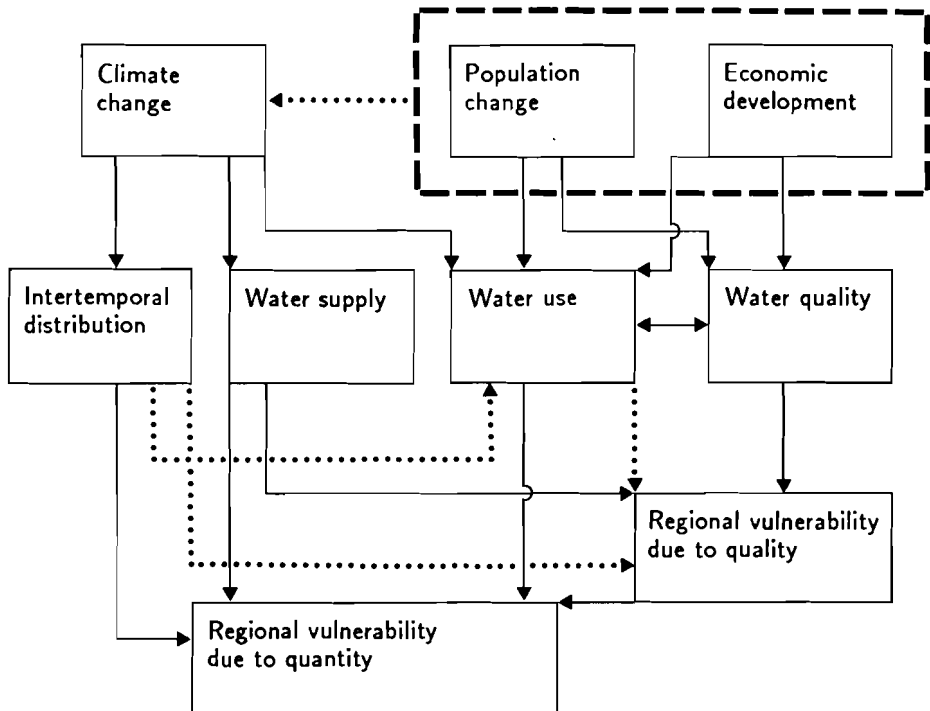 Climate
change
Population
change
Economic
development
Intertemporal
distribution
Water supply
Water use
Water quality
Regional vulnerability
due to quality
Regional vulnerability
due to quantity